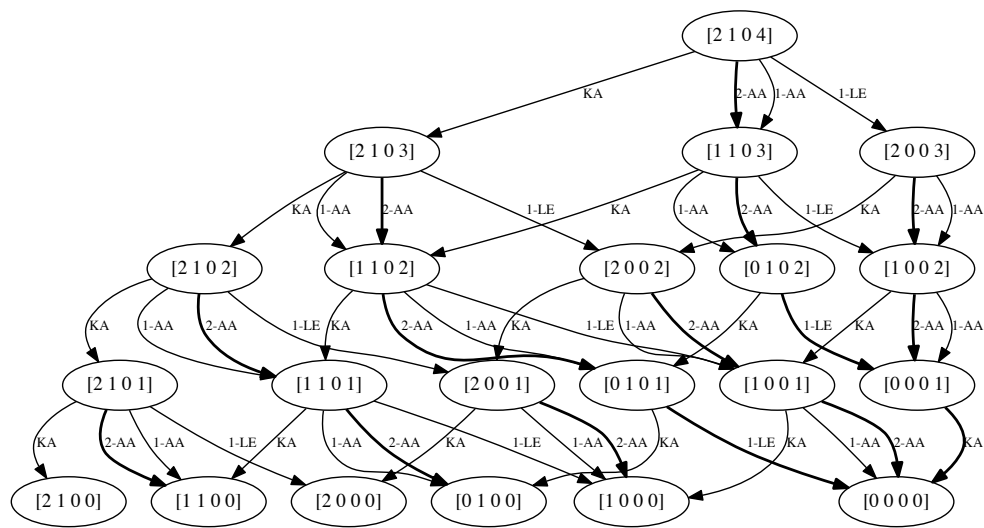 [2 1 0 4]
KA 2-AA 1-AA 1-LE
[2 1 0 3] [1 1 0 3] [2 0 0 3]
KA 1-AA 2-AA 1-LE KA 1-AA 2-AA 1-LE KA 2-AA 1-AA
[2 1 0 2] [1 1 0 2] [2 0 0 2] [0 1 0 2] [1 0 0 2]
KA 1-AA 2-AA 1-LE KA 2-AA 1-AA KA 1-LE 1-AA 2-AA KA 1-LE KA 2-AA 1-AA
[2 1 0 1] [1 1 0 1] [2 0 0 1] [0 1 0 1] [1 0 0 1] [0 0 0 1]
KA 2-AA 1-AA 1-LE KA 1-AA 2-AA KA 1-LE 1-AA 2-AA KA 1-LE KA 1-AA 2-AA KA
[2 1 0 0] [1 1 0 0] [2 0 0 0] [0 1 0 0] [1 0 0 0] [0 0 0 0]